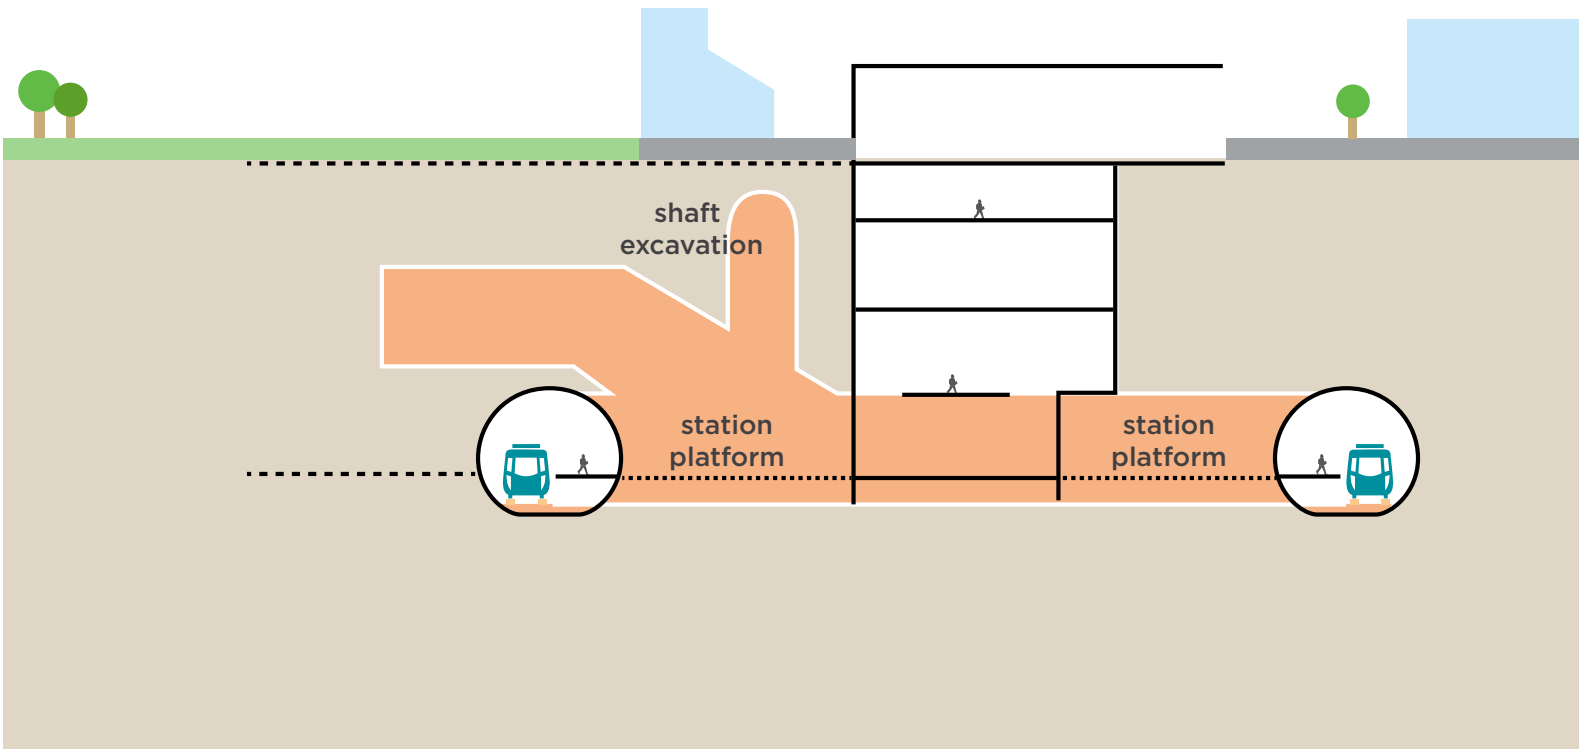 shaft
excavation
station
platform
station
platform